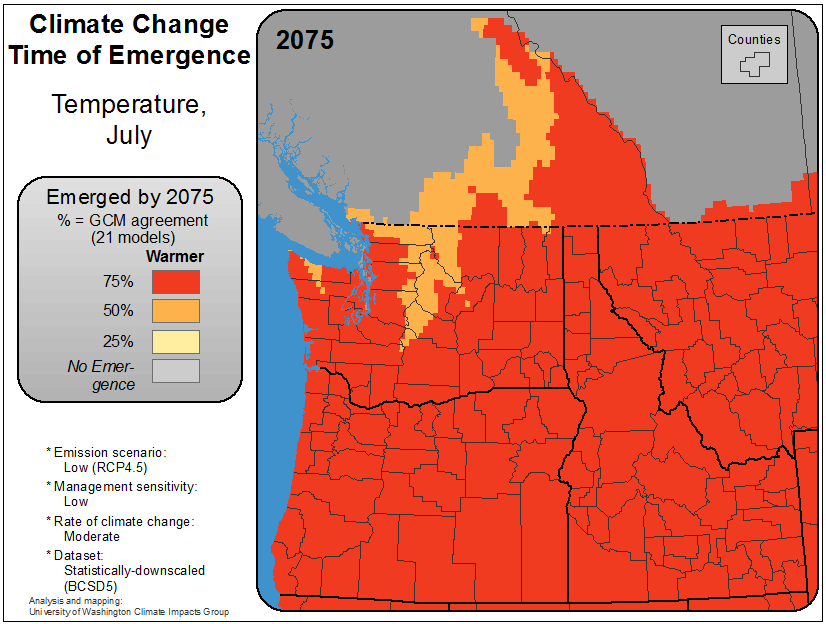 Climate Change
Time of Emergence
Temperature,
July
Emerged by 2075
% = GCM agreement
(21 models)
Warmer
75%
50%
25%
No Emer-
gence
* Emission scenario:
Low (RCP4.5)
* Management sensitivity:
Low
* Rate of climate change:
Moderate
* Dataset:
Statistically-downscaled
(BCSD5)
Analysis and mapping:
University of Washington Climate Impacts Group
2075
Counties